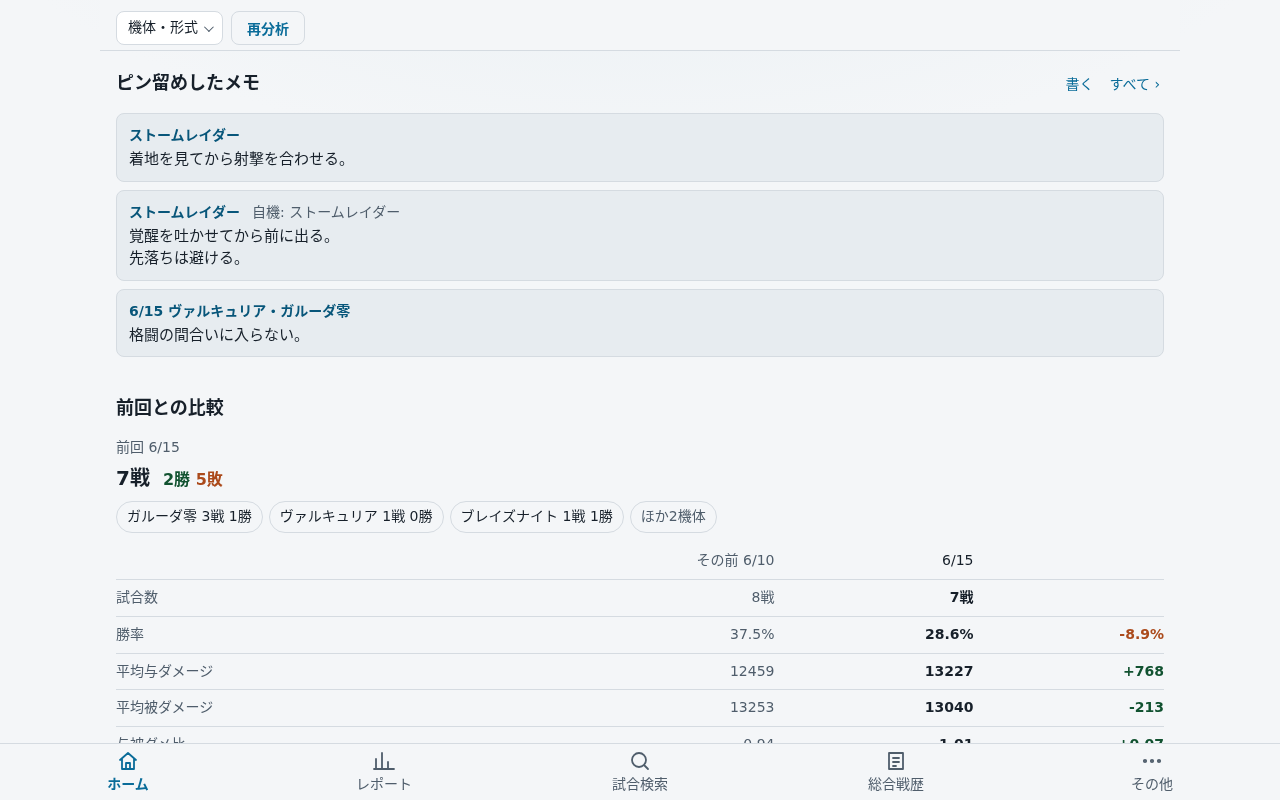 機体・形式
再分析
ピン留めしたメモ
書く
すべて ›
ストームレイダー
着地を見てから射撃を合わせる。
ストームレイダー 自機: ストームレイダー
覚醒を吐かせてから前に出る。
先落ちは避ける。
6/15 ヴァルキュリア・ガルーダ零
格闘の間合いに入らない。
前回との比較
前回 6/15
7戦 2勝 5敗
ガルーダ零 3戦 1勝
ヴァルキュリア 1戦 0勝
ブレイズナイト 1戦 1勝
ほか2機体
その前 6/10 6/15
試合数 8戦 7戦
勝率 37.5% 28.6% -8.9%
平均与ダメージ 12459 13227 +768
平均被ダメージ 13253 13040 -213
与被ダメ比 0.94 1.01 +0.07
ホーム
レポート
試合検索
総合戦歴
その他